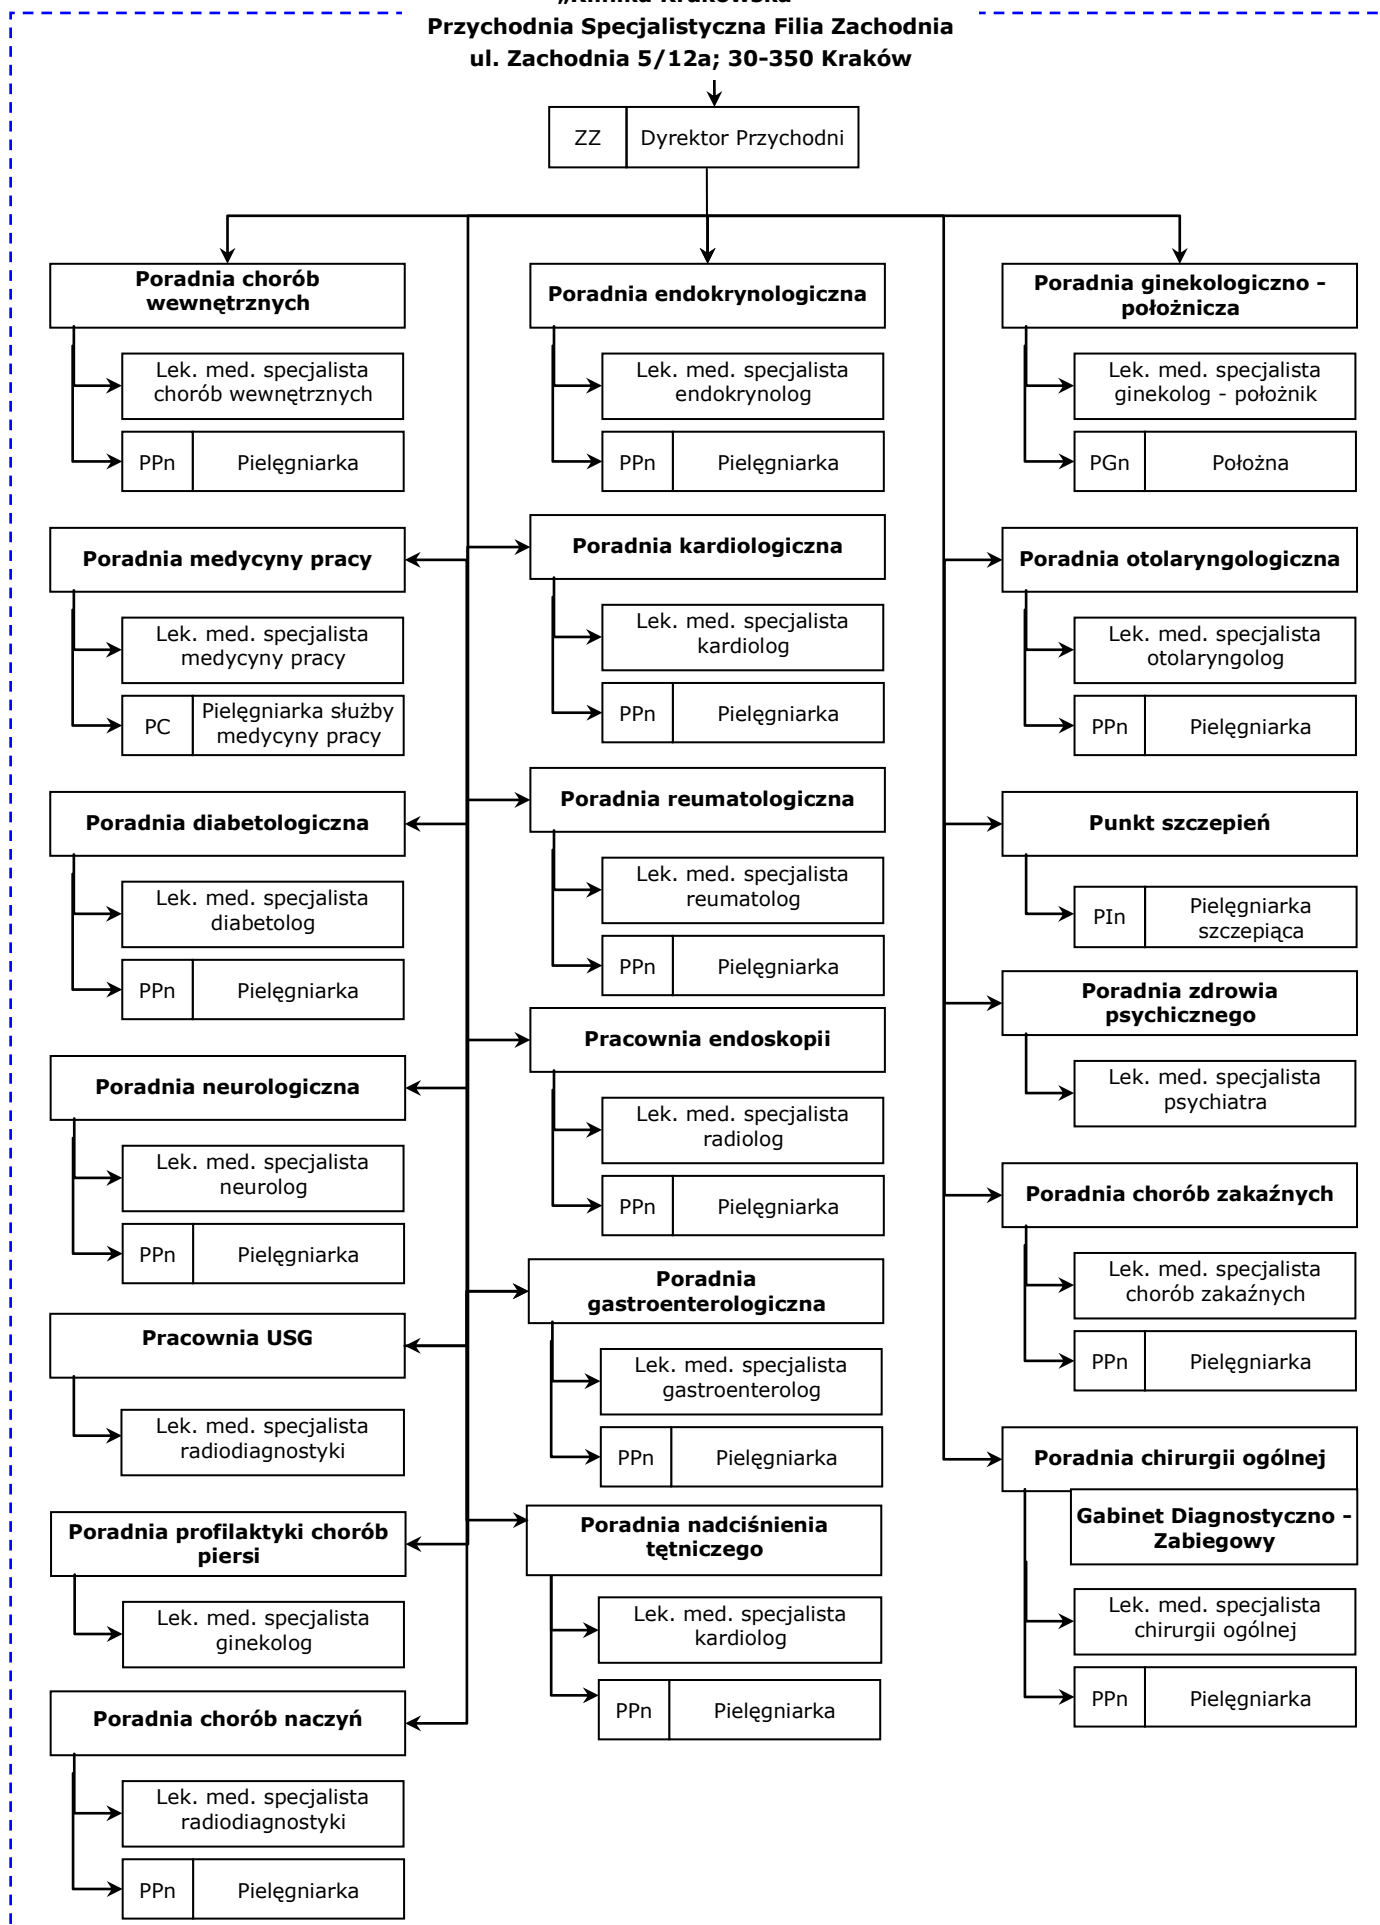 „Klinika Krakowska”
Przychodnia Specjalistyczna Filia Zachodnia
ul. Zachodnia 5/12a; 30-350 Kraków
ZZ
Dyrektor Przychodni
Poradnia chorób
wewnętrznych
Lek. med. specjalista
chorób wewnętrznych
PPn
Pielęgniarka
Poradnia medycyny pracy
Lek. med. specjalista
medycyny pracy
PC
Pielęgniarka służby
medycyny pracy
Poradnia diabetologiczna
Lek. med. specjalista
diabetolog
PPn
Pielęgniarka
Poradnia neurologiczna
Lek. med. specjalista
neurolog
PPn
Pielęgniarka
Pracownia USG
Lek. med. specjalista
radiodiagnostyki
Poradnia profilaktyki chorób
piersi
Lek. med. specjalista
ginekolog
Poradnia chorób naczyń
Lek. med. specjalista
radiodiagnostyki
PPn
Pielęgniarka
Poradnia endokrynologiczna
Lek. med. specjalista
endokrynolog
PPn
Pielęgniarka
Poradnia kardiologiczna
Lek. med. specjalista
kardiolog
PPn
Pielęgniarka
Poradnia reumatologiczna
Lek. med. specjalista
reumatolog
PPn
Pielęgniarka
Pracownia endoskopii
Lek. med. specjalista
radiolog
PPn
Pielęgniarka
Poradnia
gastroenterologiczna
Lek. med. specjalista
gastroenterolog
PPn
Pielęgniarka
Poradnia nadciśnienia
tętniczego
Lek. med. specjalista
kardiolog
PPn
Pielęgniarka
Poradnia ginekologiczno -
położnicza
Lek. med. specjalista
ginekolog - położnik
PGn
Położna
Poradnia otolaryngologiczna
Lek. med. specjalista
otolaryngolog
PPn
Pielęgniarka
Punkt szczepień
PIn
Pielęgniarka
szczepiąca
Poradnia zdrowia
psychicznego
Lek. med. specjalista
psychiatra
Poradnia chorób zakaźnych
Lek. med. specjalista
chorób zakaźnych
PPn
Pielęgniarka
Poradnia chirurgii ogólnej
Gabinet Diagnostyczno -
Zabiegowy
Lek. med. specjalista
chirurgii ogólnej
PPn
Pielęgniarka